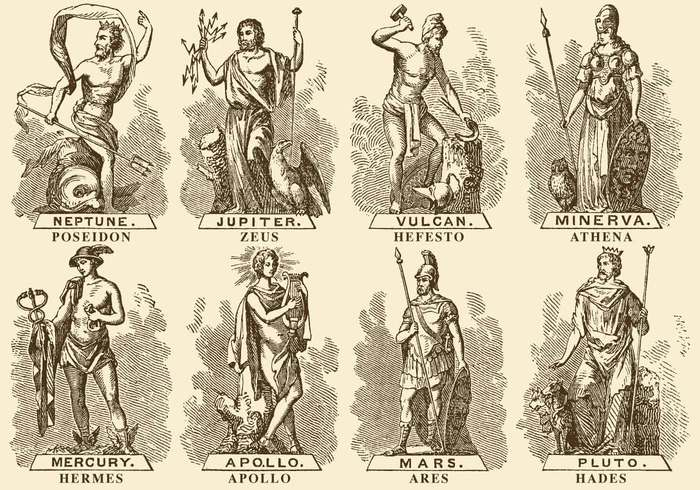 NEPTUNE. JUPITER. VULCAN. MINERVA.
POSEIDON ZEUS HEFESTO ATHENA
MERCURY. APOLLO. MARS. PLUTO.
HERMES APOLLO ARES HADES